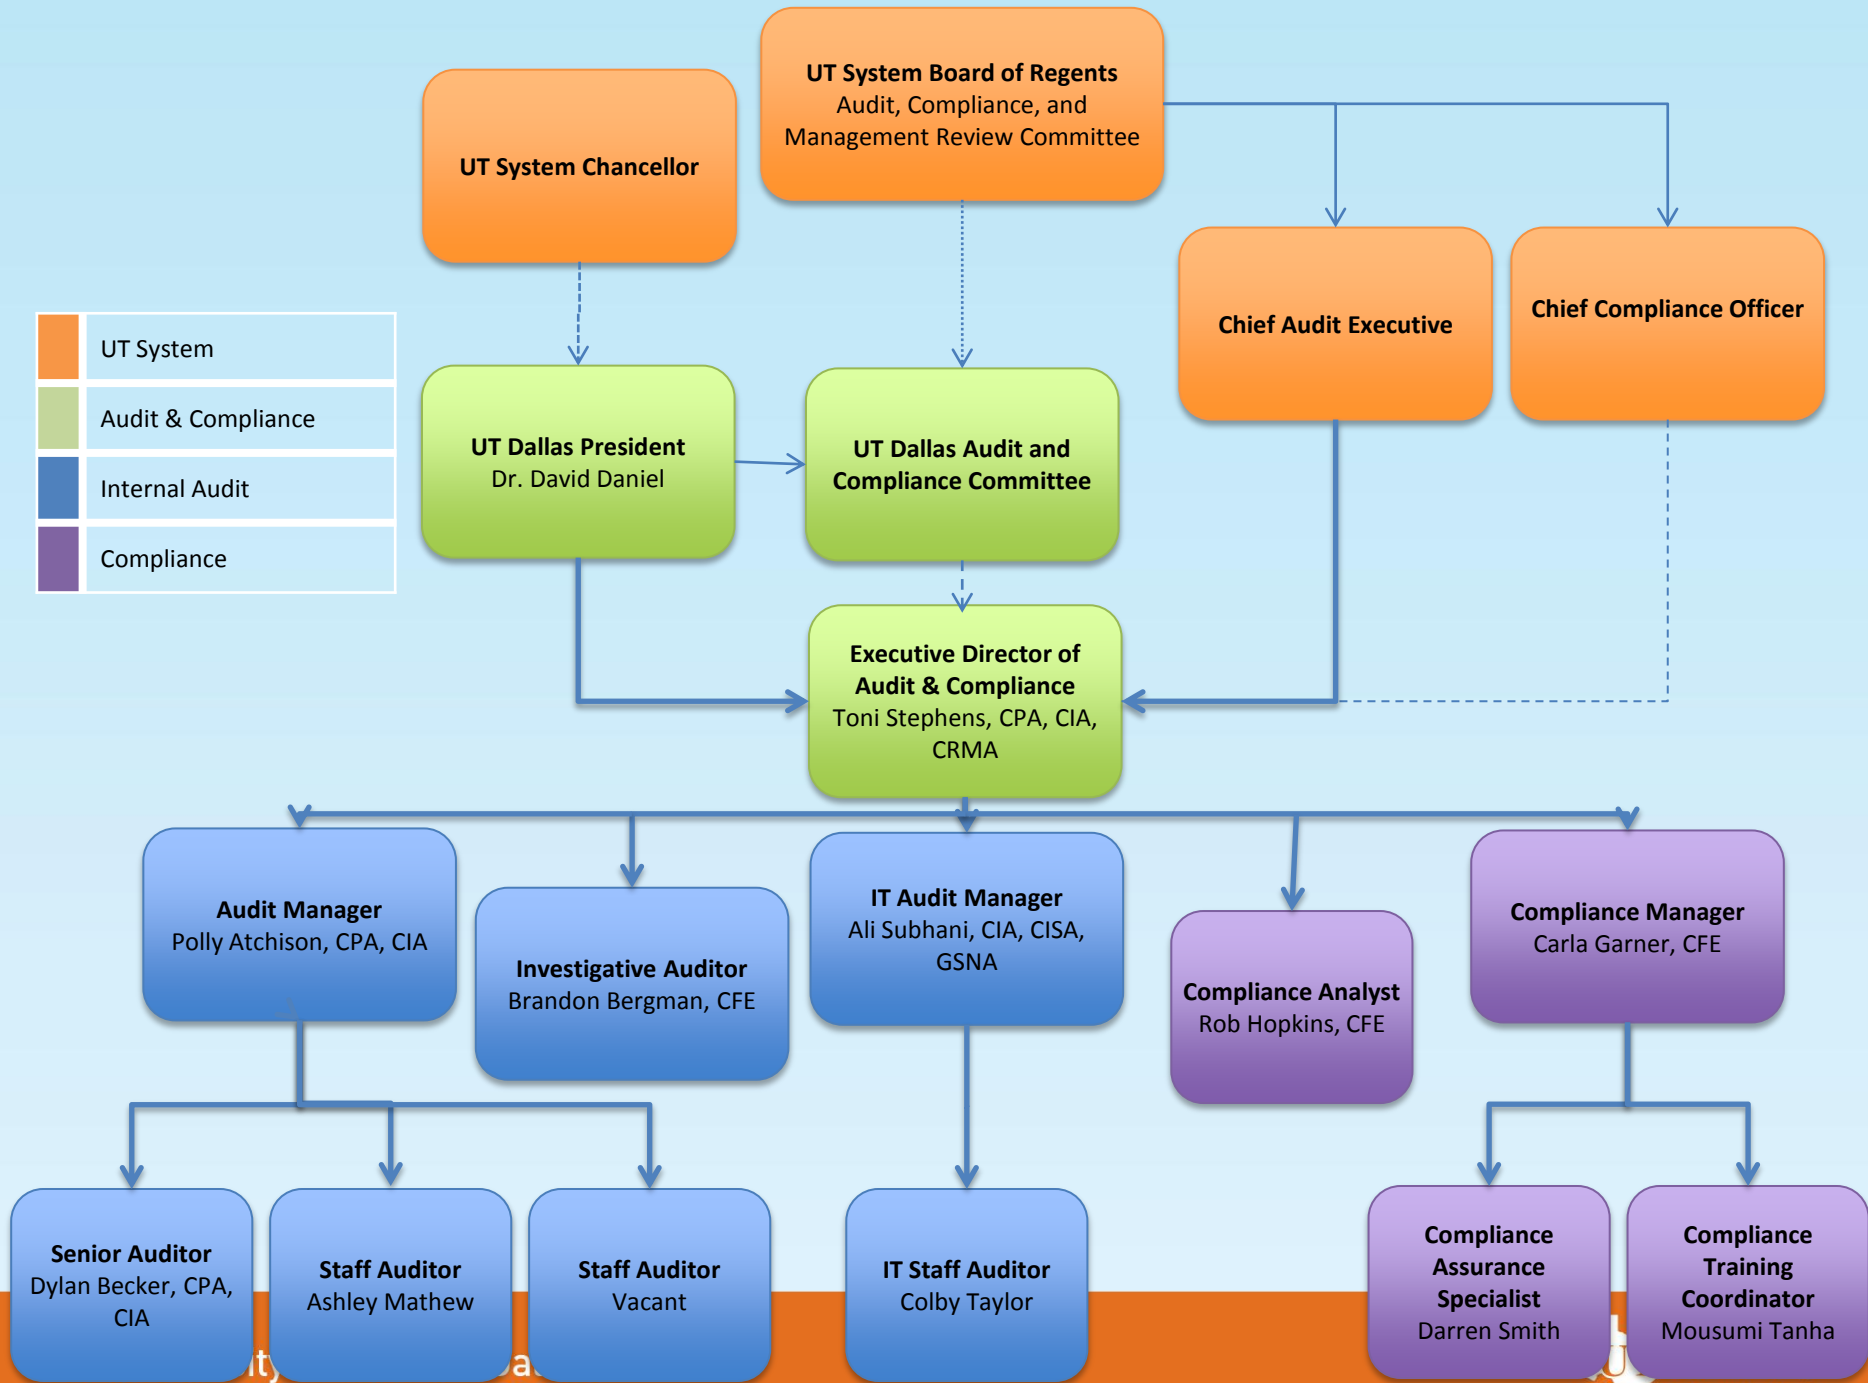 UT System Board of Regents
Audit, Compliance, and
Management Review Committee
UT System Chancellor
Chief Audit Executive
Chief Compliance Officer
UT System
Audit & Compliance
Internal Audit
Compliance
UT Dallas President
Dr. David Daniel
UT Dallas Audit and
Compliance Committee
Executive Director of
Audit & Compliance
Toni Stephens, CPA, CIA,
CRMA
Audit Manager
Polly Atchison, CPA, CIA
Investigative Auditor
Brandon Bergman, CFE
IT Audit Manager
Ali Subhani, CIA, CISA,
GSNA
Compliance Analyst
Rob Hopkins, CFE
Compliance Manager
Carla Garner, CFE
Senior Auditor
Dylan Becker, CPA,
CIA
Staff Auditor
Ashley Mathew
Staff Auditor
Vacant
IT Staff Auditor
Colby Taylor
Compliance
Assurance
Specialist
Darren Smith
Compliance
Training
Coordinator
Mousumi Tanha